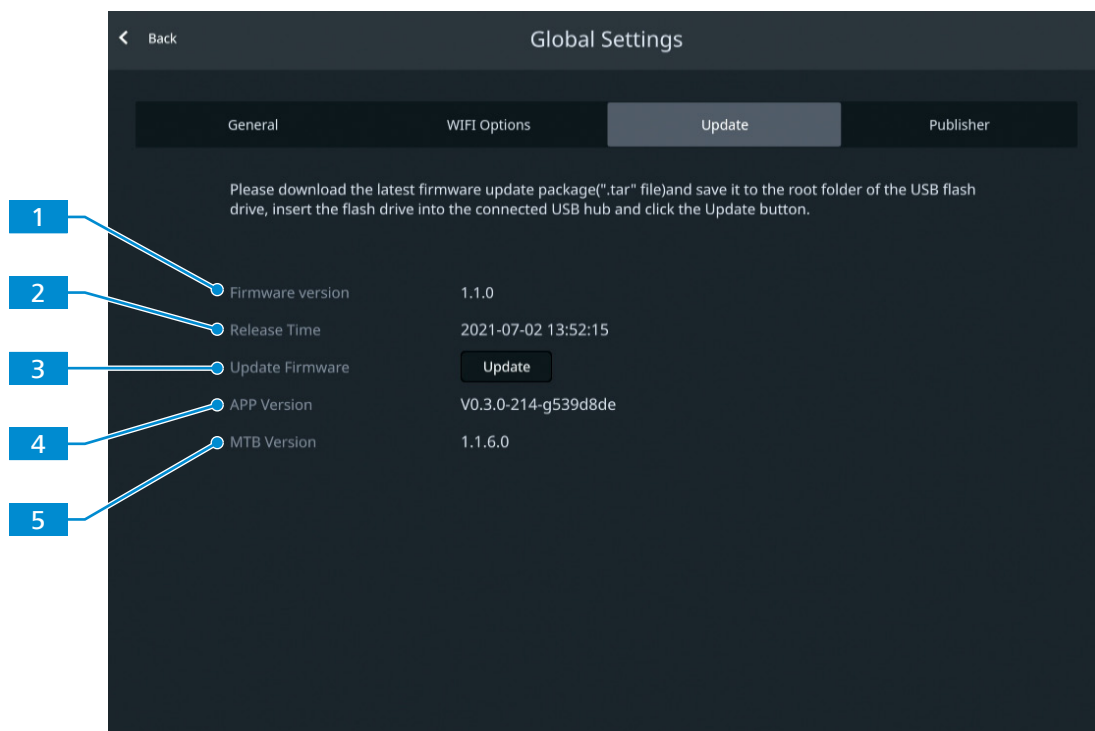 Back
Global Settings
General
WIFI Options
Update
Publisher
Please download the latest firmware update package(".tar" file)and save it to the root folder of the USB flash
drive, insert the flash drive into the connected USB hub and click the Update button.
1
Firmware version 1.1.0
2
Release Time 2021-07-02 13:52:15
3
Update Firmware Update
4
APP Version V0.3.0-214-g539d8de
5
MTB Version 1.1.6.0